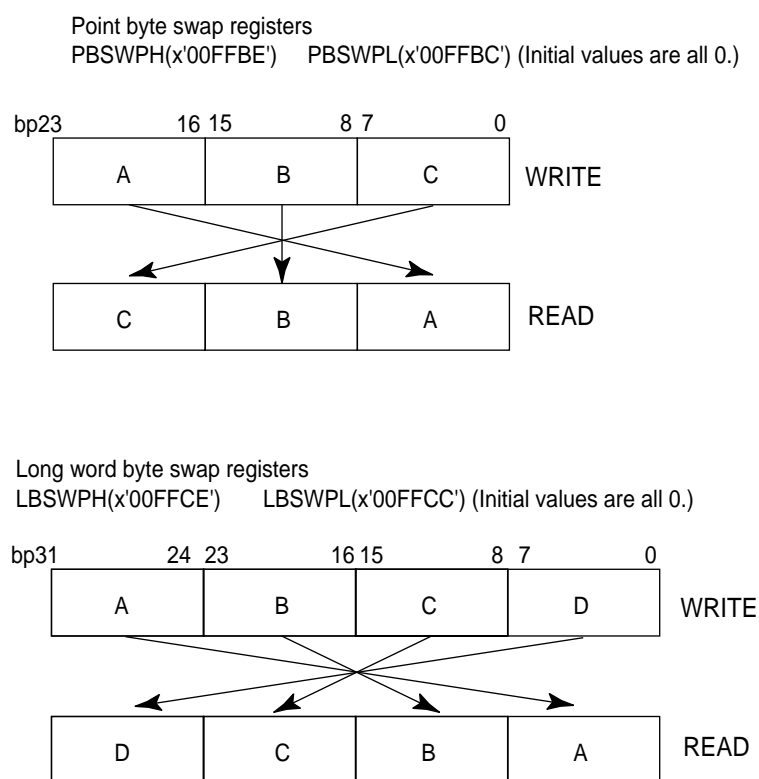 Point byte swap registers
PBSWPH(x'00FFBE') PBSWPL(x'00FFBC') (Initial values are all 0.)
bp23 16 15 8 7 0
A B C WRITE
C B A READ
Long word byte swap registers
LBSWPH(x'00FFCE') LBSWPL(x'00FFCC') (Initial values are all 0.)
bp31 24 23 16 15 8 7 0
A B C D WRITE
D C B A READ